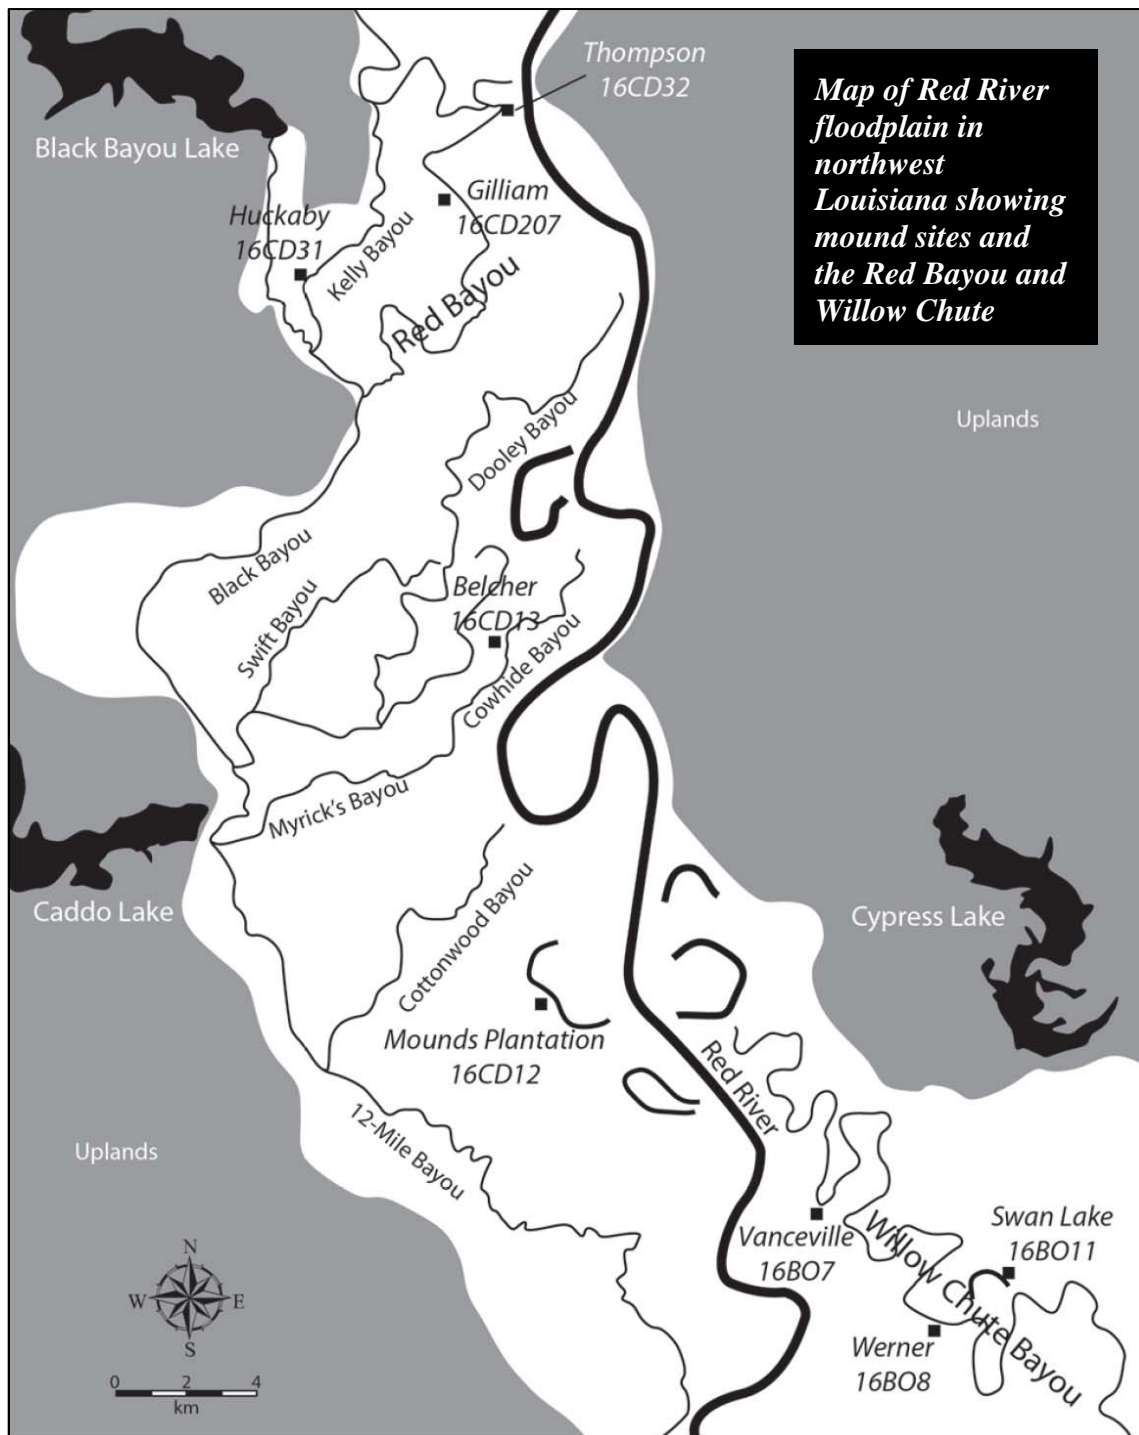 Thompson
16CD32
Map of Red River
floodplain in
northwest
Louisiana showing
mound sites and
the Red Bayou and
Willow Chute
Black Bayou Lake
Gilliam
16CD207
Huckaby
16CD31
Kelly Bayou
Red Bayou
Uplands
Dooley Bayou
Black Bayou
Swift Bayou
Belcher
16CD13
Cowhide Bayou
Myrick's Bayou
Caddo Lake
Cypress Lake
Cottonwood Bayou
Mounds Plantation
16CD12
Red River
12-Mile Bayou
Uplands
Vanceville
16BO7
Swan Lake
16BO11
Willow Chute Bayou
Werner
16BO8
N
W E
S
0 2 4
km